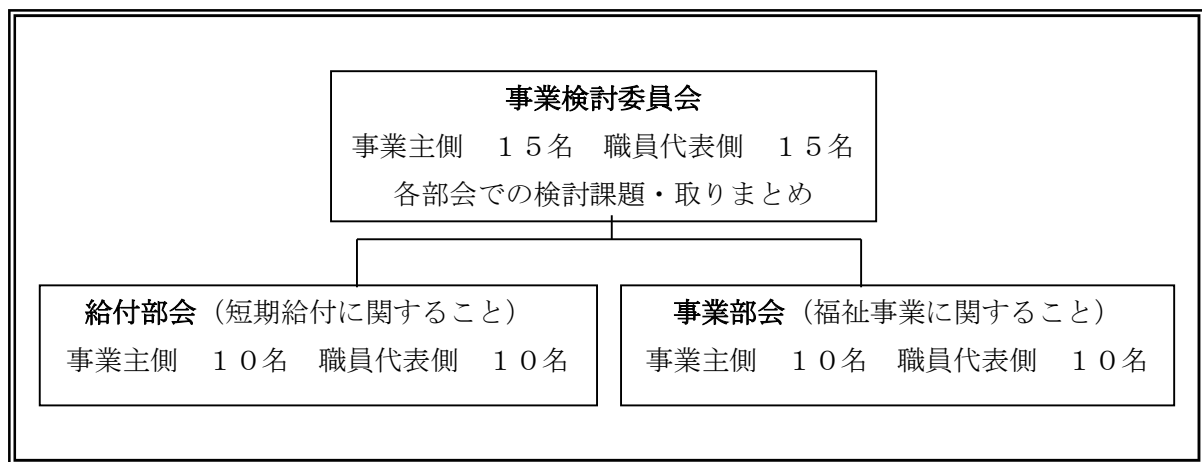 事業検討委員会
事業主側　１５名　職員代表側　１５名
各部会での検討課題・取りまとめ
給付部会（短期給付に関すること）
事業主側　１０名　職員代表側　１０名
事業部会（福祉事業に関すること）
事業主側　１０名　職員代表側　１０名